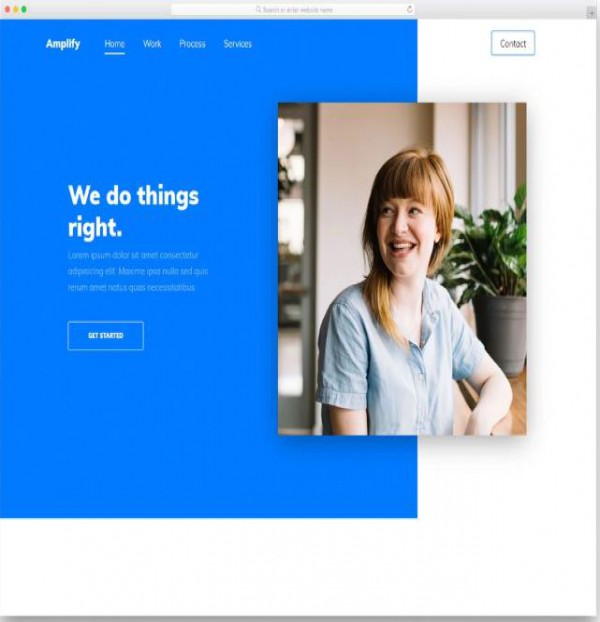 Search or enter website name
Amplify Home Work Process Services Contact
We do things
right.
Lorem ipsum dolor sit amet consectetur
adipisicing elit. Maxime ipsa nulla sed quis
rerum amet natus quas necessitatibus
GET STARTED